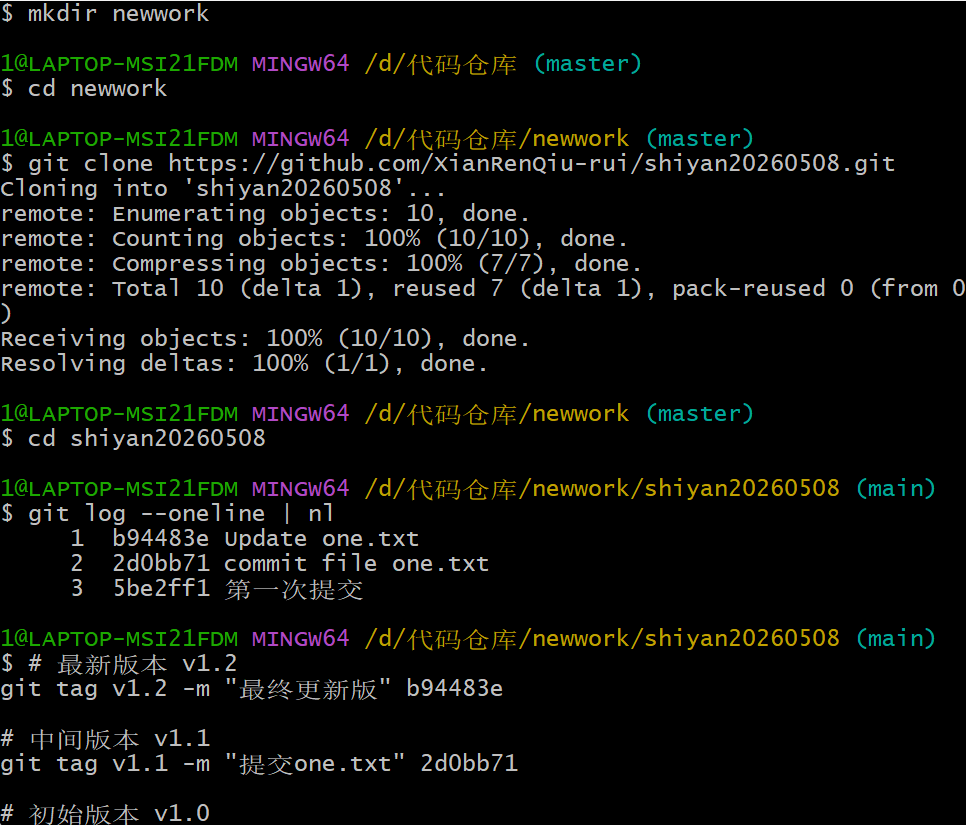 $ mkdir newwork
1@LAPTOP-MSI21FDM MINGW64 /d/代码仓库 (master)
$ cd newwork
1@LAPTOP-MSI21FDM MINGW64 /d/代码仓库/newwork (master)
$ git clone https://github.com/XianRenQiu-rui/shiyan20260508.git
Cloning into 'shiyan20260508'...
remote: Enumerating objects: 10, done.
remote: Counting objects: 100% (10/10), done.
remote: Compressing objects: 100% (7/7), done.
remote: Total 10 (delta 1), reused 7 (delta 1), pack-reused 0 (from 0
)
Receiving objects: 100% (10/10), done.
Resolving deltas: 100% (1/1), done.
1@LAPTOP-MSI21FDM MINGW64 /d/代码仓库/newwork (master)
$ cd shiyan20260508
1@LAPTOP-MSI21FDM MINGW64 /d/代码仓库/newwork/shiyan20260508 (main)
$ git log --oneline | nl
1 b94483e Update one.txt
2 2d0bb71 commit file one.txt
3 5be2ff1 第一次提交
1@LAPTOP-MSI21FDM MINGW64 /d/代码仓库/newwork/shiyan20260508 (main)
$ # 最新版本 v1.2
git tag v1.2 -m "最终更新版" b94483e
# 中间版本 v1.1
git tag v1.1 -m "提交one.txt" 2d0bb71
# 初始版本 v1.0